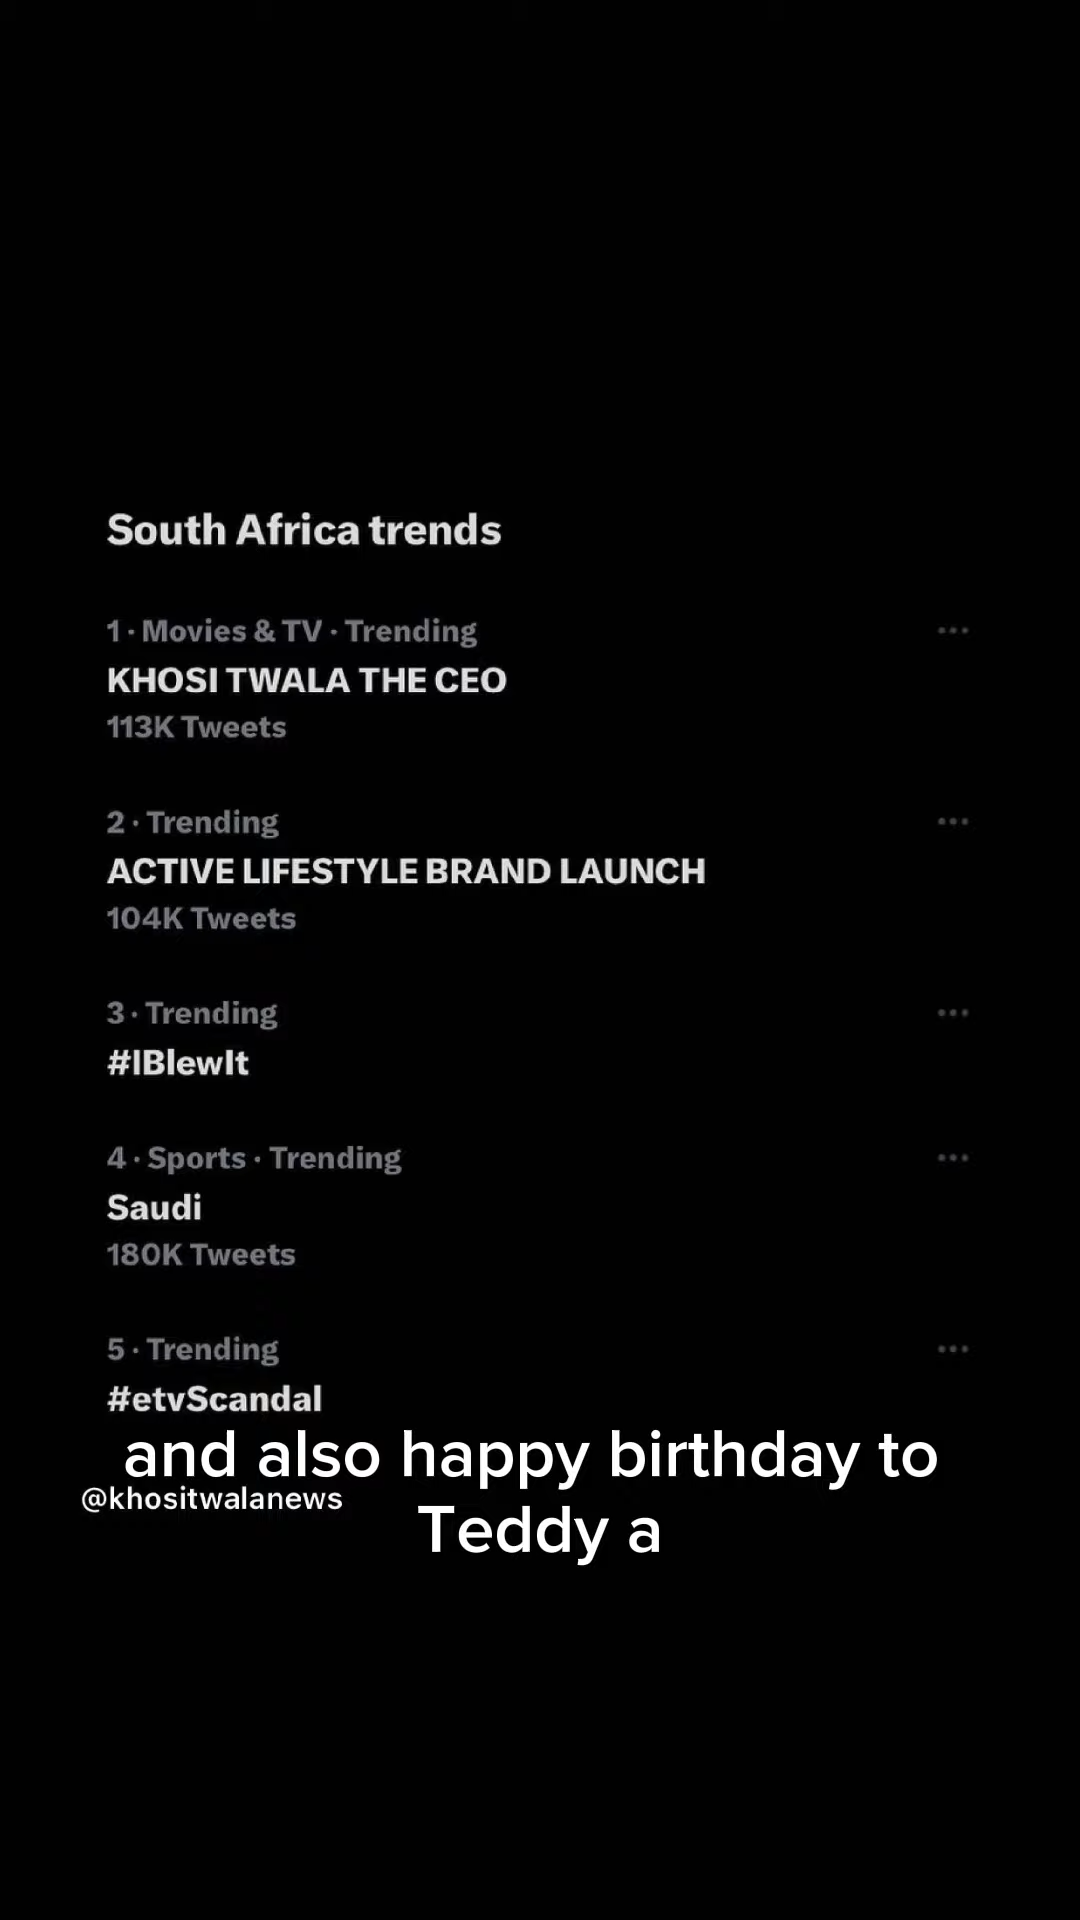 South Africa trends
1 · Movies & TV · Trending
KHOSI TWALA THE CEO
113K Tweets
2 · Trending
ACTIVE LIFESTYLE BRAND LAUNCH
104K Tweets
3 · Trending
#IBlewIt
4 · Sports · Trending
Saudi
180K Tweets
5 · Trending
#etvScandal
and also happy birthday to
@khositwalanews
Teddy a